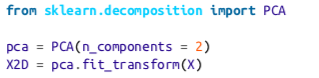 from sklearn.decomposition import PCA
pca = PCA(n_components = 2)
X2D = pca.fit_transform(X)